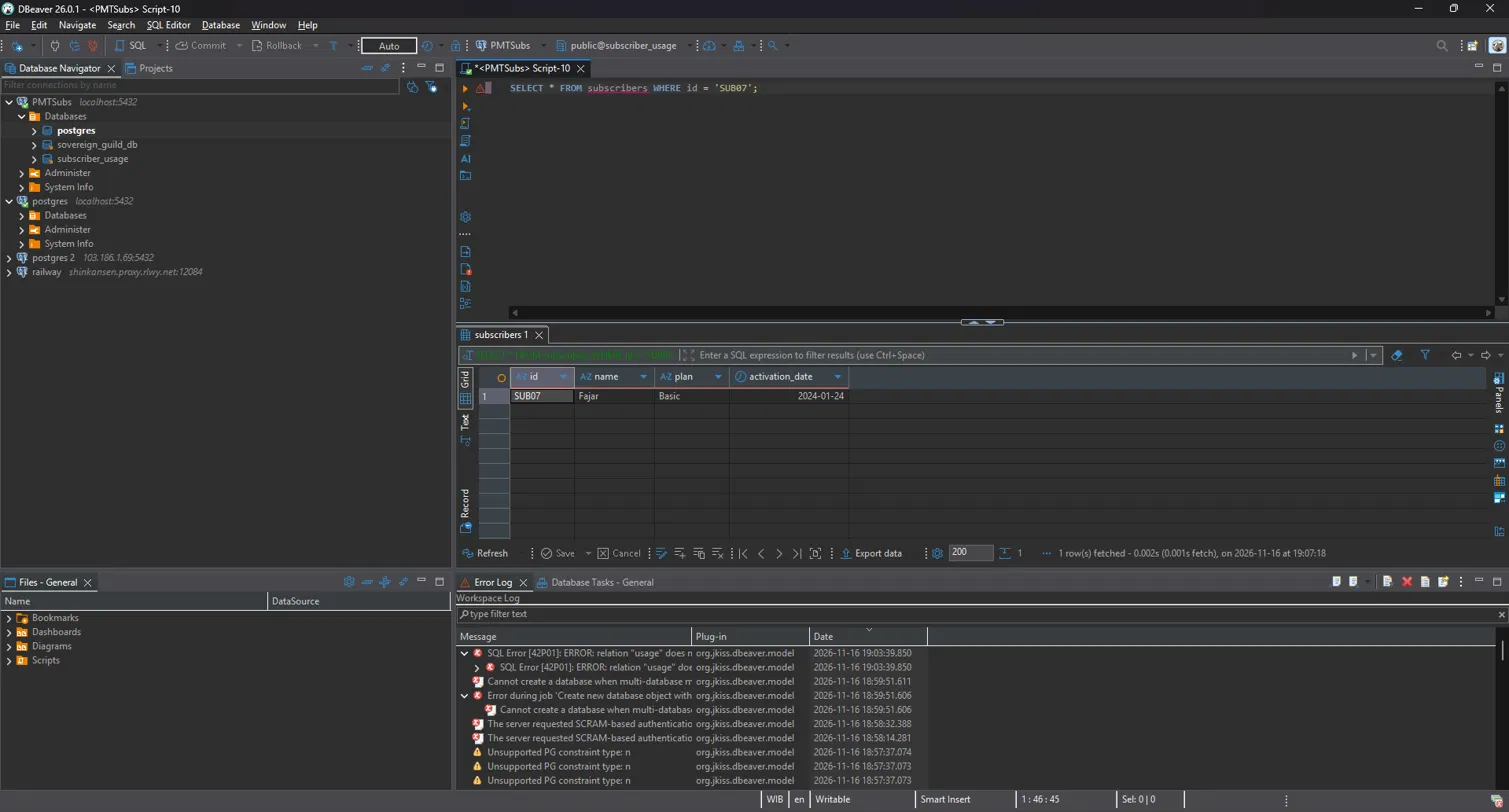 DBeaver 26.0.1 - <PMTSubs> Script-10
File Edit Navigate Search SQL Editor Database Window Help
SQL Commit Rollback T Auto PMTSubs public@subscriber_usage
Database Navigator Projects
Filter connections by name
PMTSubs localhost:5432
Databases
postgres
sovereign_guild_db
subscriber_usage
Administer
System Info
postgres localhost:5432
Databases
Administer
System Info
postgres 2 103.186.1.69:5432
railway shinkansen.proxy.rlwy.net:12084
*<PMTSubs> Script-10
SELECT * FROM subscribers WHERE id = 'SUB07';
AI
subscribers 1
Enter a SQL expression to filter results (use Ctrl+Space)
Grid
Text
Record
Panels
A-Z id A-Z name A-Z plan activation_date
1 SUB07 Fajar Basic 2024-01-24
Refresh Save Cancel Export data 200 1 ... 1 row(s) fetched - 0.002s (0.001s fetch), on 2026-11-16 at 19:07:18
Files - General
Name DataSource
Bookmarks
Dashboards
Diagrams
Scripts
Error Log Database Tasks - General
Workspace Log
type filter text
Message Plug-in Date
SQL Error [42P01]: ERROR: relation "usage" does n org.jkiss.dbeaver.model 2026-11-16 19:03:39.850
SQL Error [42P01]: ERROR: relation "usage" doe org.jkiss.dbeaver.model 2026-11-16 19:03:39.850
Cannot create a database when multi-database m org.jkiss.dbeaver.model 2026-11-16 18:59:51.611
Error during job 'Create new database object with org.jkiss.dbeaver.model 2026-11-16 18:59:51.606
Cannot create a database when multi-databas org.jkiss.dbeaver.model 2026-11-16 18:59:51.606
The server requested SCRAM-based authenticatio org.jkiss.dbeaver.model 2026-11-16 18:58:32.388
The server requested SCRAM-based authenticatio org.jkiss.dbeaver.model 2026-11-16 18:58:14.281
Unsupported PG constraint type: n org.jkiss.dbeaver.model 2026-11-16 18:57:37.074
Unsupported PG constraint type: n org.jkiss.dbeaver.model 2026-11-16 18:57:37.073
Unsupported PG constraint type: n org.jkiss.dbeaver.model 2026-11-16 18:57:37.073
WIB en Writable Smart Insert 1 : 46 : 45 Sel: 0 | 0